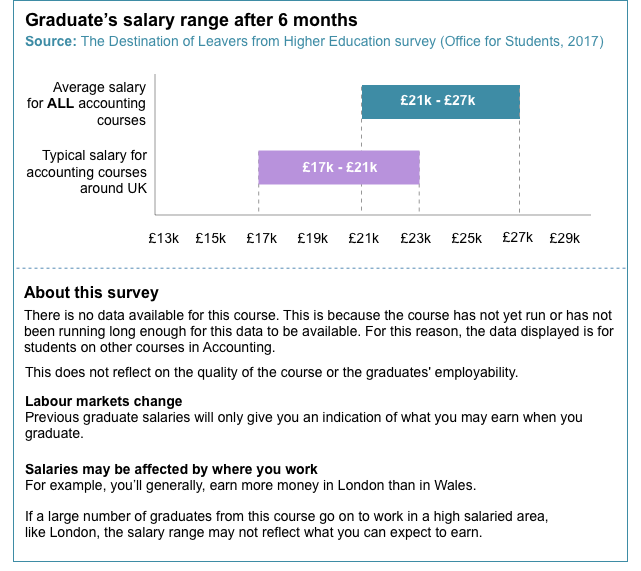 Graduate's salary range after 6 months
Source: The Destination of Leavers from Higher Education survey (Office for Students, 2017)
Average salary
for ALL accounting
courses
£21k - £27k
Typical salary for
accounting courses
around UK
£17k - £21k
£13k £15k £17k £19k £21k £23k £25k £27k £29k
About this survey
There is no data available for this course. This is because the course has not yet run or has not
been running long enough for this data to be available. For this reason, the data displayed is for
students on other courses in Accounting.
This does not reflect on the quality of the course or the graduates' employability.
Labour markets change
Previous graduate salaries will only give you an indication of what you may earn when you
graduate.
Salaries may be affected by where you work
For example, you'll generally, earn more money in London than in Wales.
If a large number of graduates from this course go on to work in a high salaried area,
like London, the salary range may not reflect what you can expect to earn.